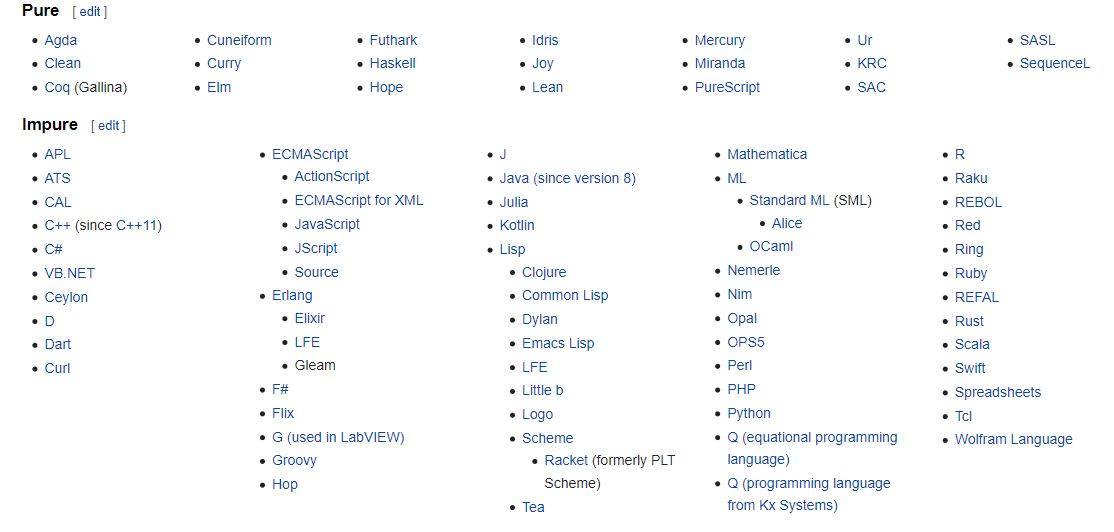 Pure [ edit ]
Agda
Clean
Coq (Gallina)
Cuneiform
Curry
Elm
Futhark
Haskell
Hope
Idris
Joy
Lean
Mercury
Miranda
PureScript
Ur
KRC
SAC
SASL
SequenceL
Impure [ edit ]
APL
ATS
CAL
C++ (since C++11)
C#
VB.NET
Ceylon
D
Dart
Curl
ECMAScript
ActionScript
ECMAScript for XML
JavaScript
JScript
Source
Erlang
Elixir
LFE
Gleam
F#
Flix
G (used in LabVIEW)
Groovy
Hop
J
Java (since version 8)
Julia
Kotlin
Lisp
Clojure
Common Lisp
Dylan
Emacs Lisp
LFE
Little b
Logo
Scheme
Racket (formerly PLT
Scheme)
Tea
Mathematica
ML
Standard ML (SML)
Alice
OCaml
Nemerle
Nim
Opal
OPS5
Perl
PHP
Python
Q (equational programming
language)
Q (programming language
from Kx Systems)
R
Raku
REBOL
Red
Ring
Ruby
REFAL
Rust
Scala
Swift
Spreadsheets
Tcl
Wolfram Language